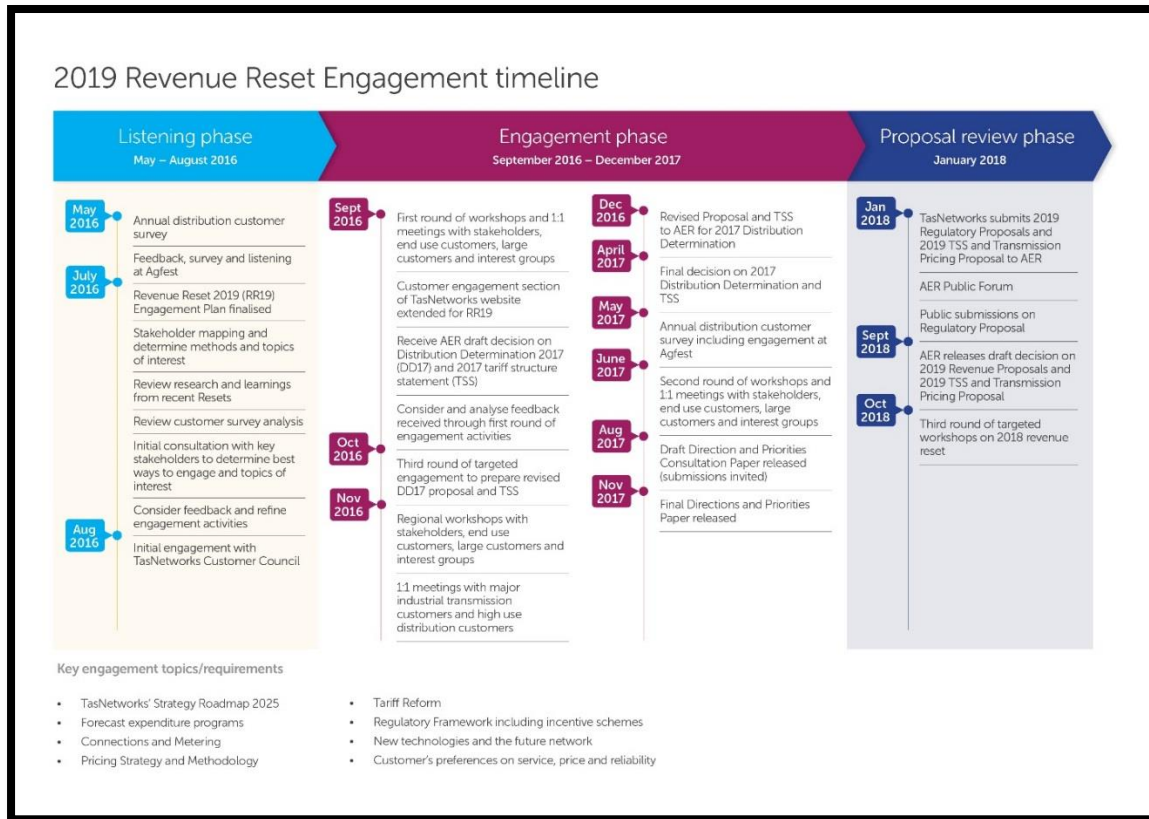 2019 Revenue Reset Engagement timeline
Listening phase
May – August 2016
Engagement phase
September 2016 – December 2017
Proposal review phase
January 2018
May
2016
Annual distribution customer
survey
Feedback, survey and listening
at Agfest
July
2016
Revenue Reset 2019 (RR19)
Engagement Plan finalised
Stakeholder mapping and
determine methods and topics
of interest
Review research and learnings
from recent Resets
Review customer survey analysis
Initial consultation with key
stakeholders to determine best
ways to engage and topics of
interest
Consider feedback and refine
engagement activities
Aug
2016
Initial engagement with
TasNetworks Customer Council
Sept
2016
First round of workshops and 1:1
meetings with stakeholders,
end use customers, large
customers and interest groups
Customer engagement section
of TasNetworks website
extended for RR19
Receive AER draft decision on
Distribution Determination 2017
(DD17) and 2017 tariff structure
statement (TSS)
Consider and analyse feedback
received through first round of
engagement activities
Oct
2016
Third round of targeted
engagement to prepare revised
DD17 proposal and TSS
Nov
2016
Regional workshops with
stakeholders, end use
customers, large customers and
interest groups
1:1 meetings with major
industrial transmission
customers and high use
distribution customers
Dec
2016
Revised Proposal and TSS
to AER for 2017 Distribution
Determination
April
2017
Final decision on 2017
Distribution Determination and
TSS
May
2017
Annual distribution customer
survey including engagement at
Agfest
June
2017
Second round of workshops and
1:1 meetings with stakeholders,
end use customers, large
customers and interest groups
Aug
2017
Draft Direction and Priorities
Consultation Paper released
(submissions invited)
Nov
2017
Final Directions and Priorities
Paper released
Jan
2018
TasNetworks submits 2019
Regulatory Proposals and
2019 TSS and Transmission
Pricing Proposal to AER
AER Public Forum
Public submissions on
Regulatory Proposal
Sept
2018
AER releases draft decision on
2019 Revenue Proposals and
2019 TSS and Transmission
Pricing Proposal
Oct
2018
Third round of targeted
workshops on 2018 revenue
reset
Key engagement topics/requirements
• TasNetworks' Strategy Roadmap 2025
• Forecast expenditure programs
• Connections and Metering
• Pricing Strategy and Methodology
• Tariff Reform
• Regulatory Framework including incentive schemes
• New technologies and the future network
• Customer's preferences on service, price and reliability